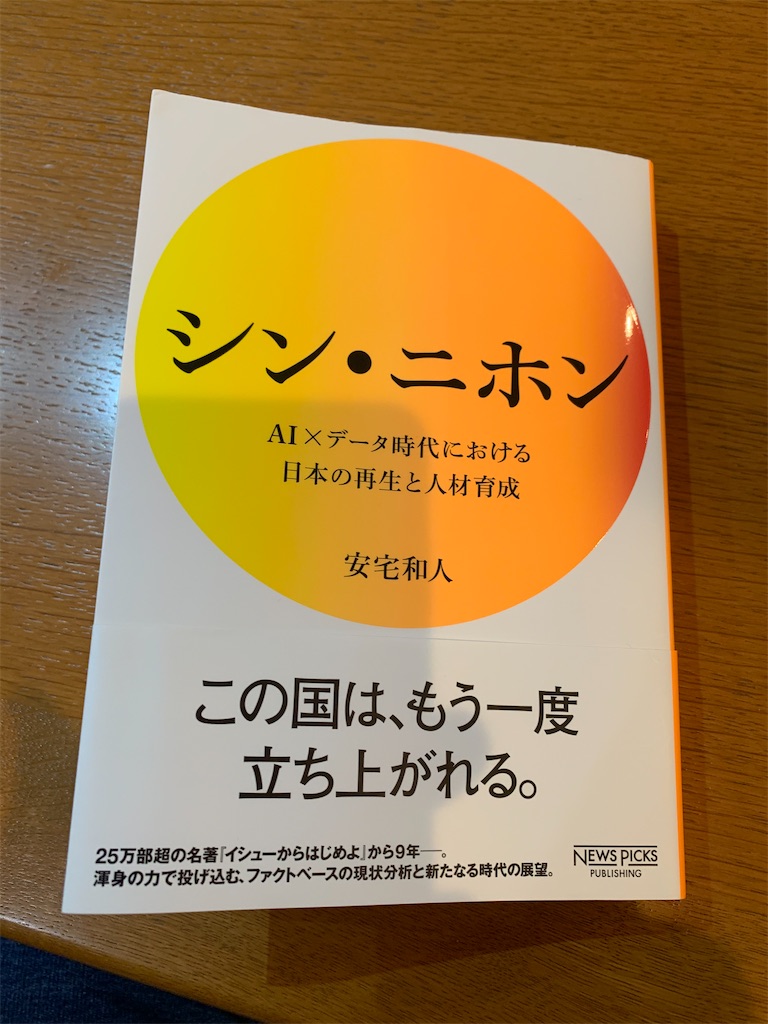 シン・ニホン
AI×データ時代における
日本の再生と人材育成
安宅和人
この国は、もう一度
立ち上がれる。
25万部超の名著『イシューからはじめよ』から9年──。
渾身の力で投げ込む、ファクトベースの現状分析と新たなる時代の展望。
NEWS PICKS
PUBLISHING